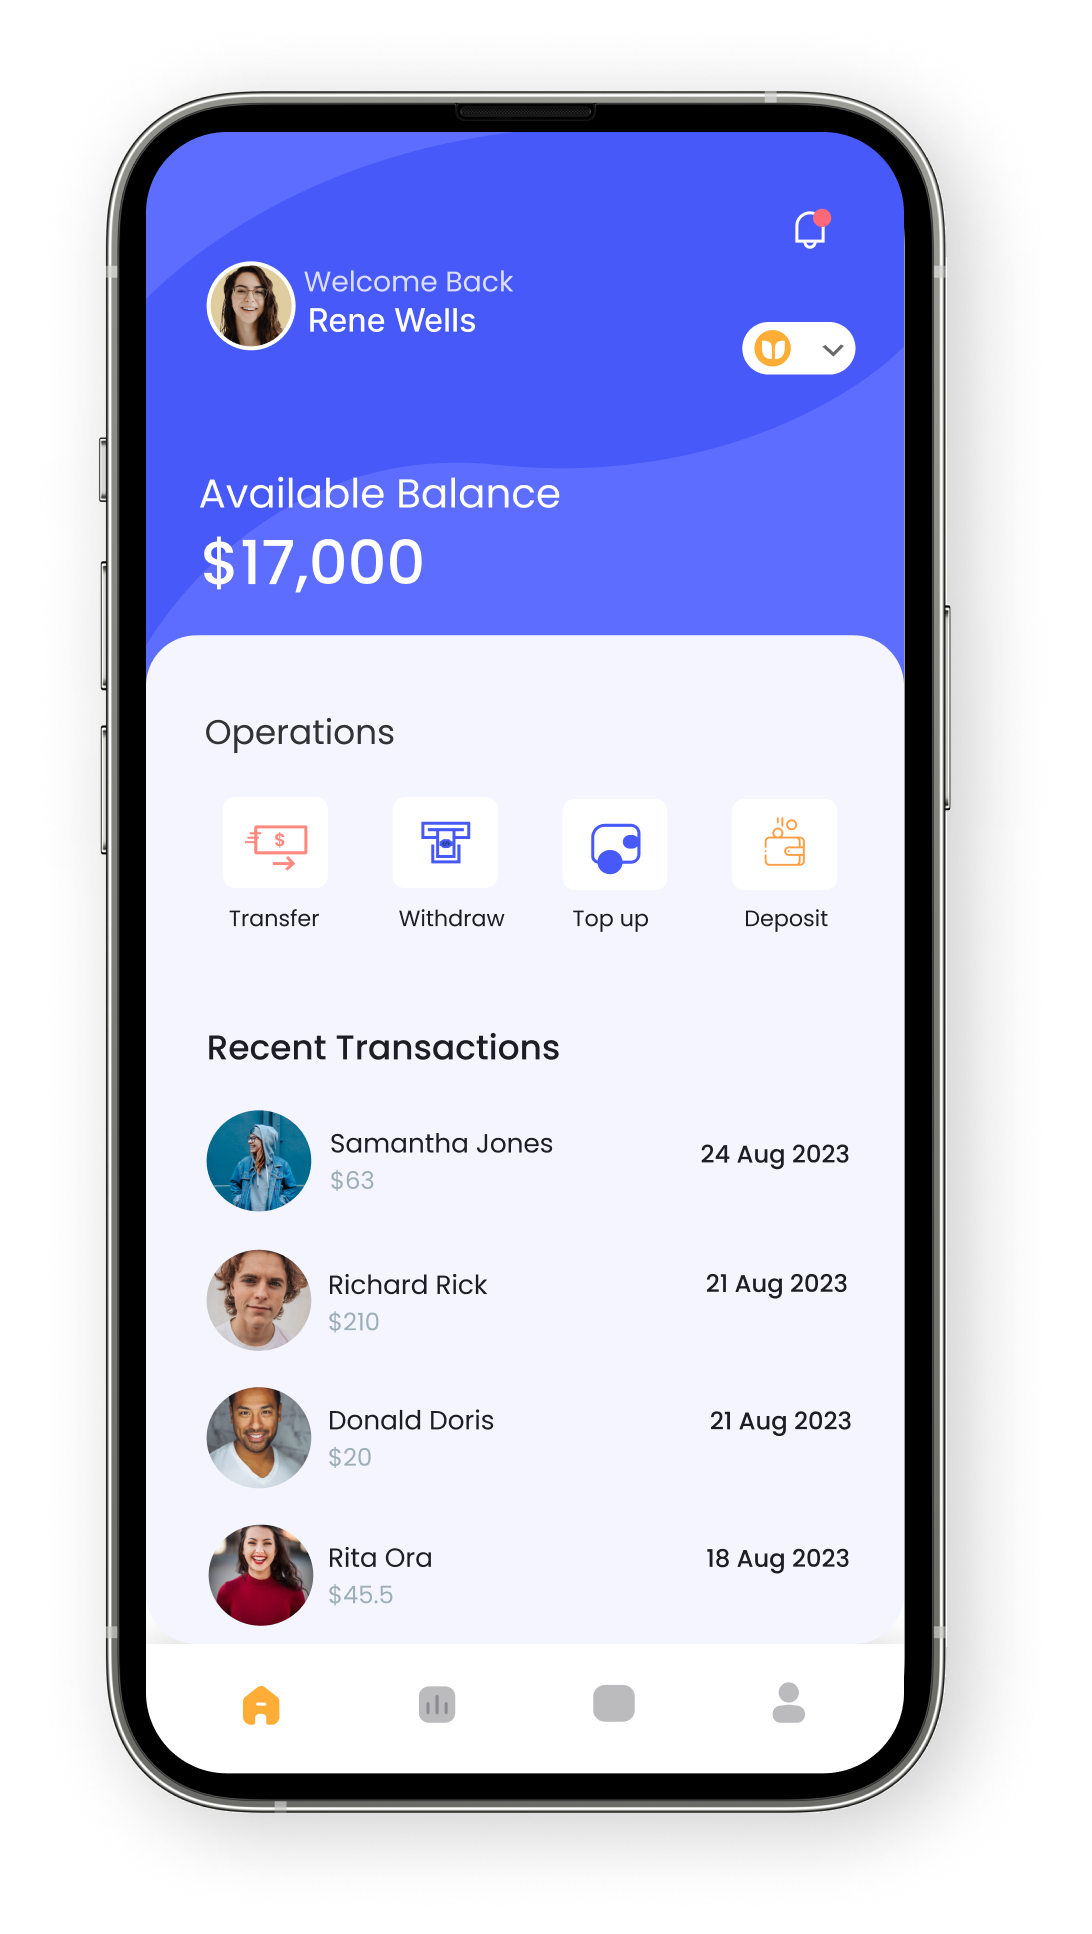 Welcome Back
Rene Wells
Available Balance
$17,000
Operations
$
Transfer
Withdraw
Top up
Deposit
Recent Transactions
Samantha Jones
24 Aug 2023
$63
Richard Rick
21 Aug 2023
$210
Donald Doris
21 Aug 2023
$20
Rita Ora
18 Aug 2023
$45.5